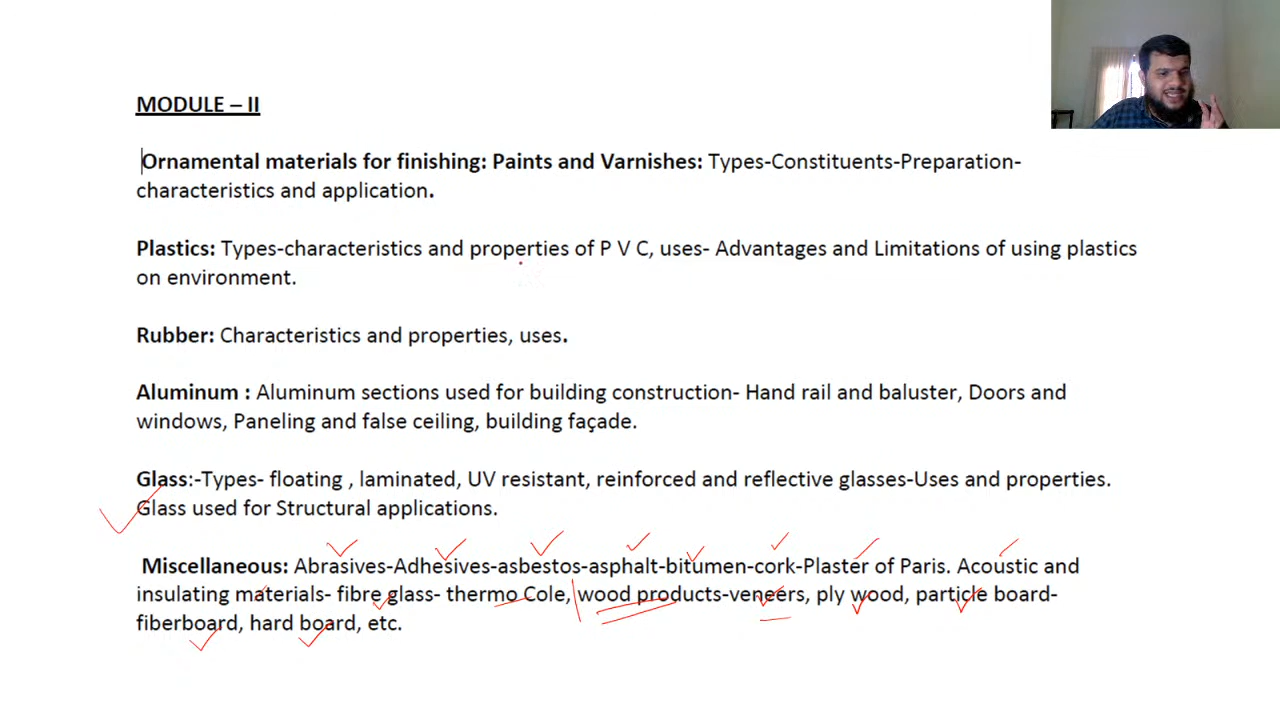 MODULE – II
Ornamental materials for finishing: Paints and Varnishes: Types-Constituents-Preparation-
characteristics and application.
Plastics: Types-characteristics and properties of P V C, uses- Advantages and Limitations of using plastics
on environment.
Rubber: Characteristics and properties, uses.
Aluminum : Aluminum sections used for building construction- Hand rail and baluster, Doors and
windows, Paneling and false ceiling, building façade.
Glass:-Types- floating , laminated, UV resistant, reinforced and reflective glasses-Uses and properties.
Glass used for Structural applications.
Miscellaneous: Abrasives-Adhesives-asbestos-asphalt-bitumen-cork-Plaster of Paris. Acoustic and
insulating materials- fibre glass- thermo Cole, wood products-veneers, ply wood, particle board-
fiberboard, hard board, etc.